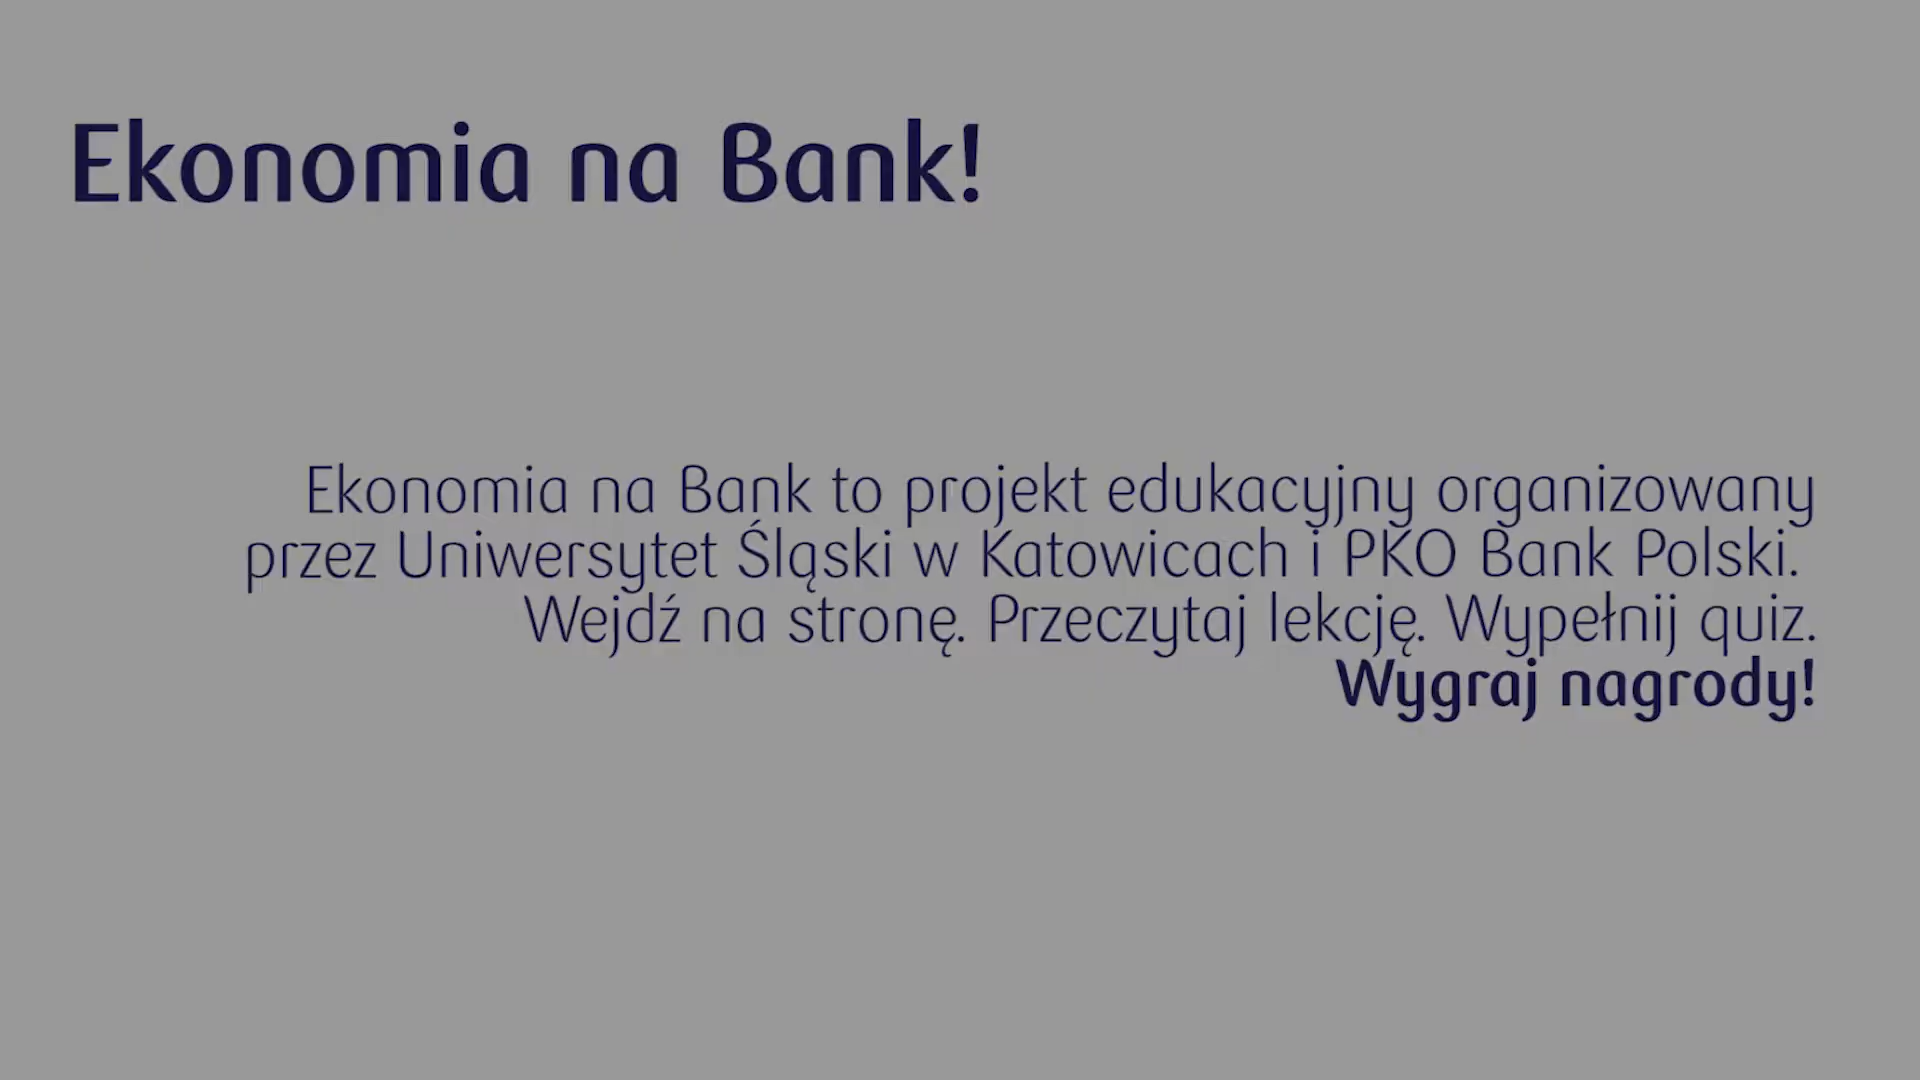 Ekonomia na Bank!
Ekonomia na Bank to projekt edukacyjny organizowany
przez Uniwersytet Śląski w Katowicach i PKO Bank Polski.
Wejdź na stronę. Przeczytaj lekcję. Wypełnij quiz.
Wygraj nagrody!